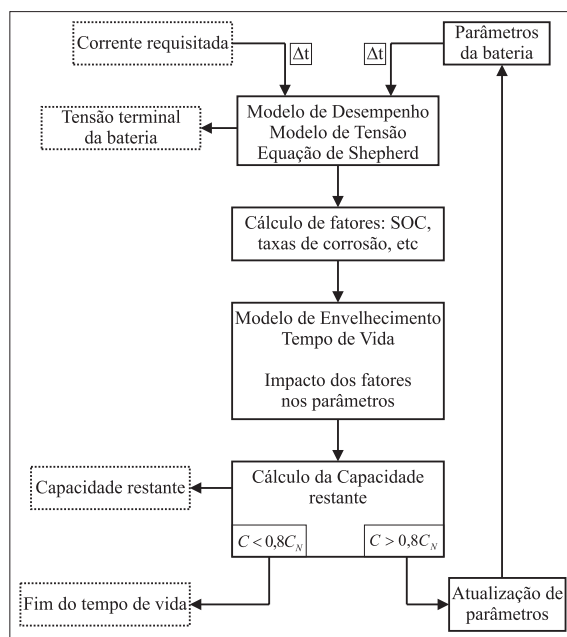 Corrente requisitada
Δt
Δt
Parâmetros
da bateria
Tensão terminal
da bateria
Modelo de Desempenho
Modelo de Tensão
Equação de Shepherd
Cálculo de fatores: SOC,
taxas de corrosão, etc
Modelo de Envelhecimento
Tempo de Vida
Impacto dos fatores
nos parâmetros
Cálculo da Capacidade
restante
Capacidade restante
C < 0,8C_N
C > 0,8C_N
Fim do tempo de vida
Atualização de
parâmetros